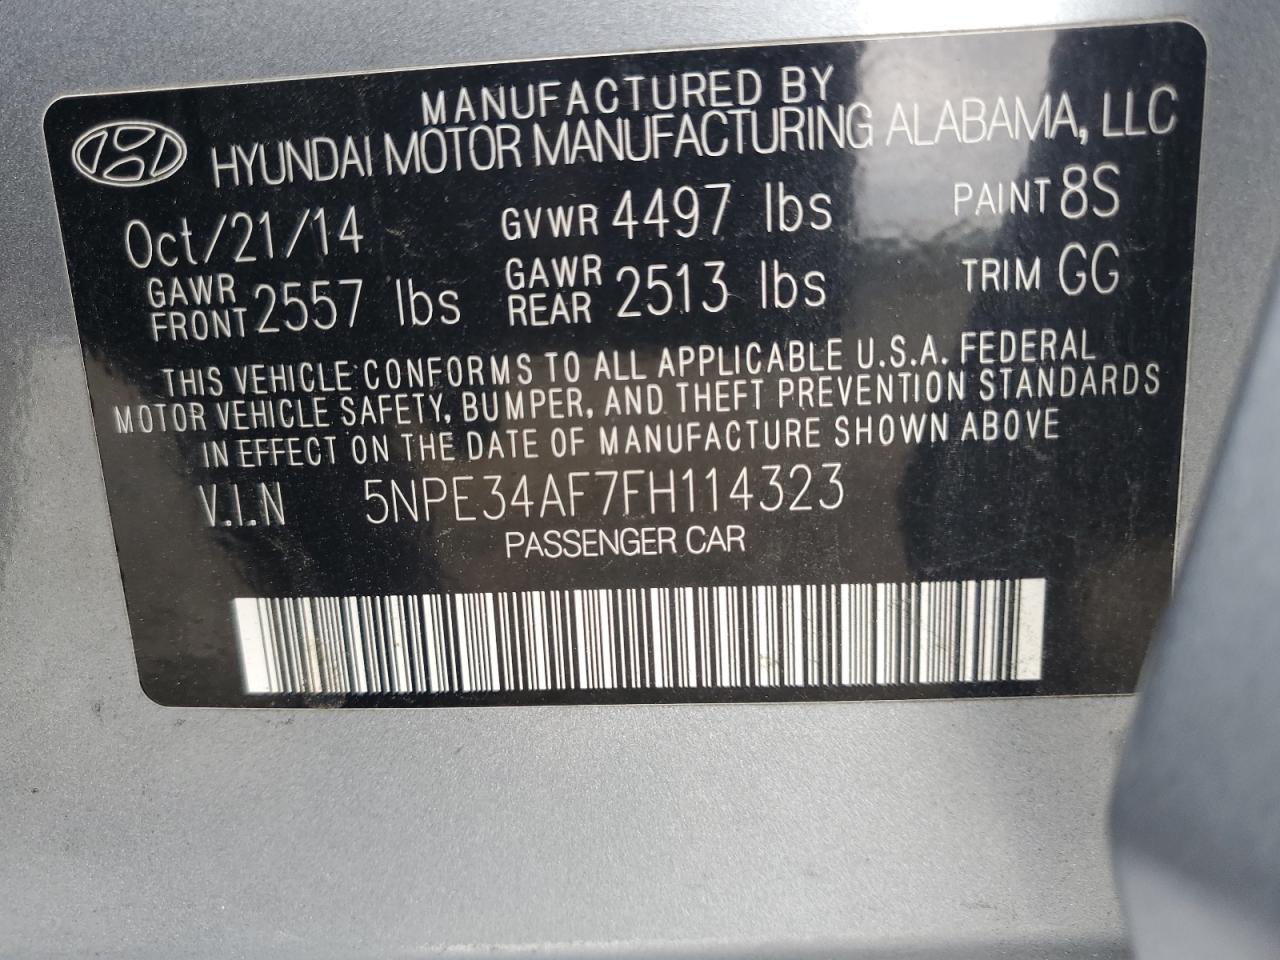 MANUFACTURED BY
HYUNDAI MOTOR MANUFACTURING ALABAMA, LLC
Oct/21/14 GVWR 4497 lbs PAINT 8S
GAWR FRONT 2557 lbs GAWR REAR 2513 lbs TRIM GG
THIS VEHICLE CONFORMS TO ALL APPLICABLE U.S.A. FEDERAL
MOTOR VEHICLE SAFETY, BUMPER, AND THEFT PREVENTION STANDARDS
IN EFFECT ON THE DATE OF MANUFACTURE SHOWN ABOVE
V.I.N 5NPE34AF7FH114323
PASSENGER CAR